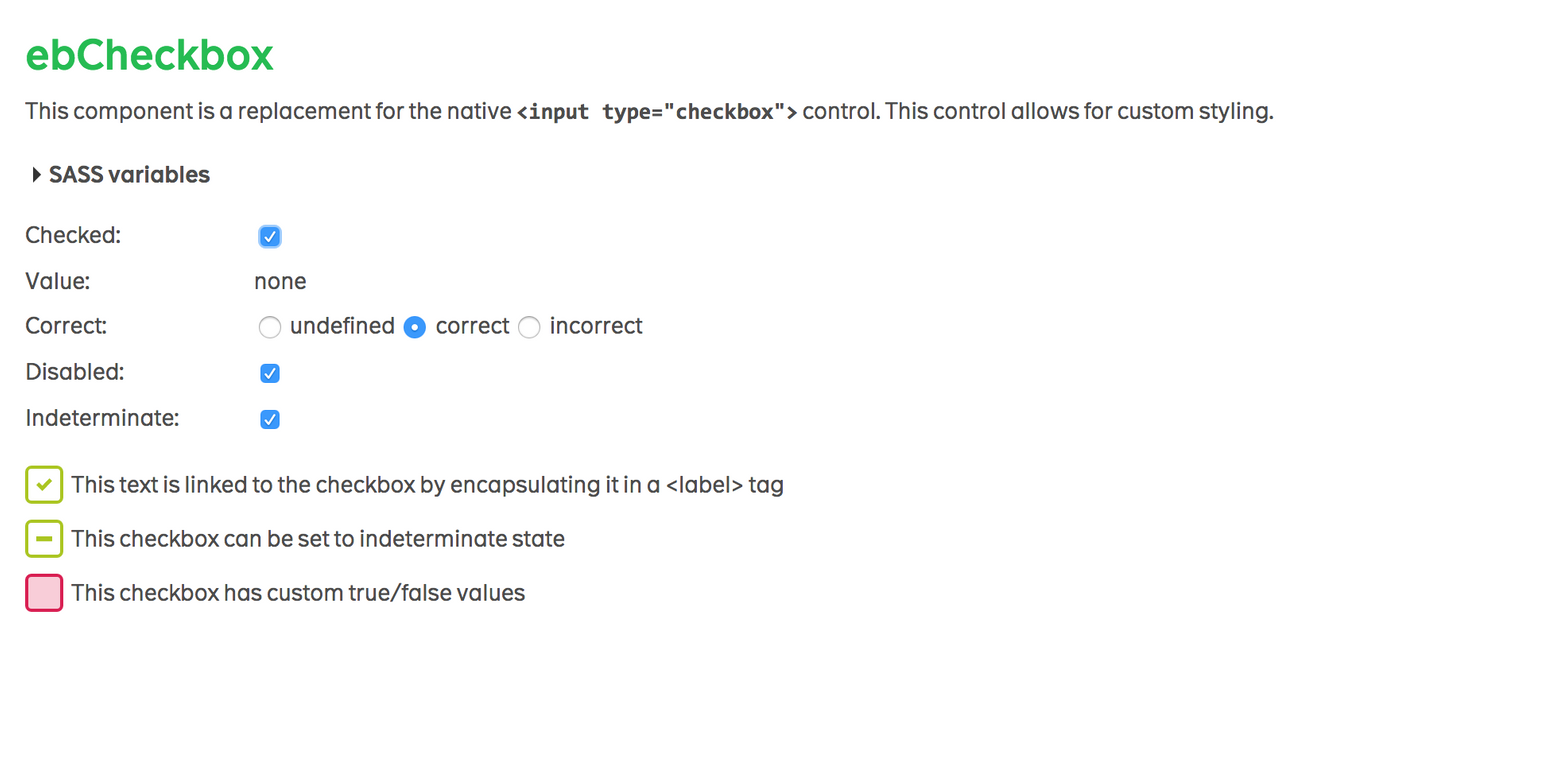 ebCheckbox
This component is a replacement for the native <input type="checkbox"> control. This control allows for custom styling.
SASS variables
Checked:
Value: none
Correct: undefined correct incorrect
Disabled:
Indeterminate:
This text is linked to the checkbox by encapsulating it in a <label> tag
This checkbox can be set to indeterminate state
This checkbox has custom true/false values